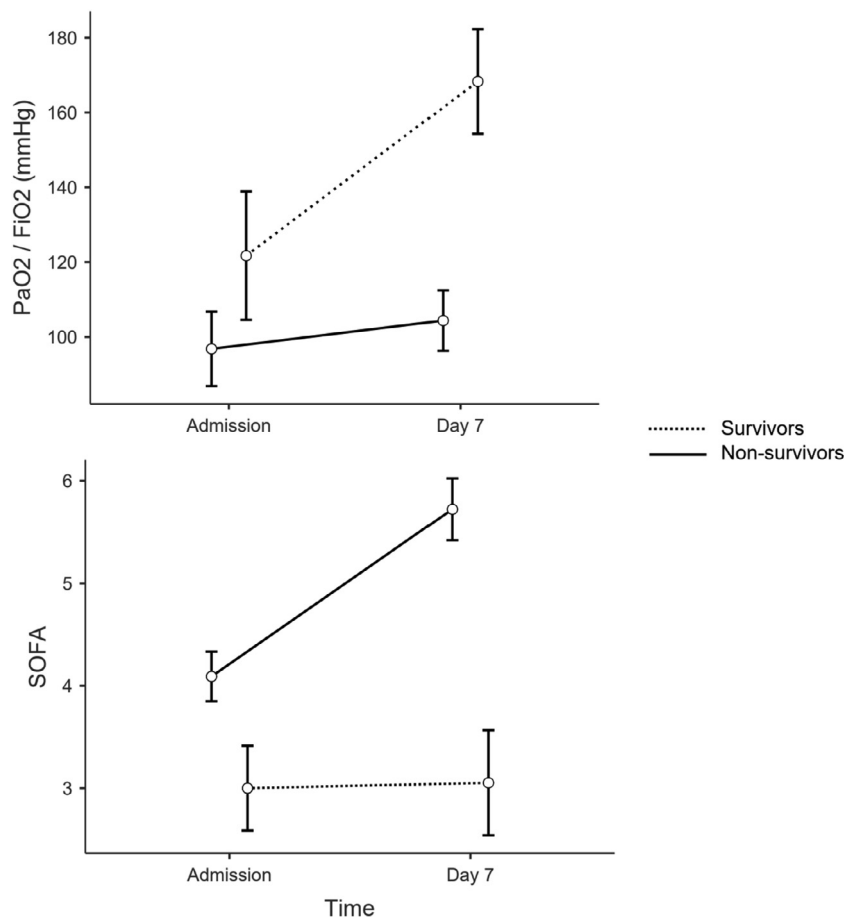 PaO2 / FiO2 (mmHg)
180
160
140
120
100
Admission
Day 7
Survivors
Non-survivors
SOFA
6
5
4
3
Admission
Day 7
Time